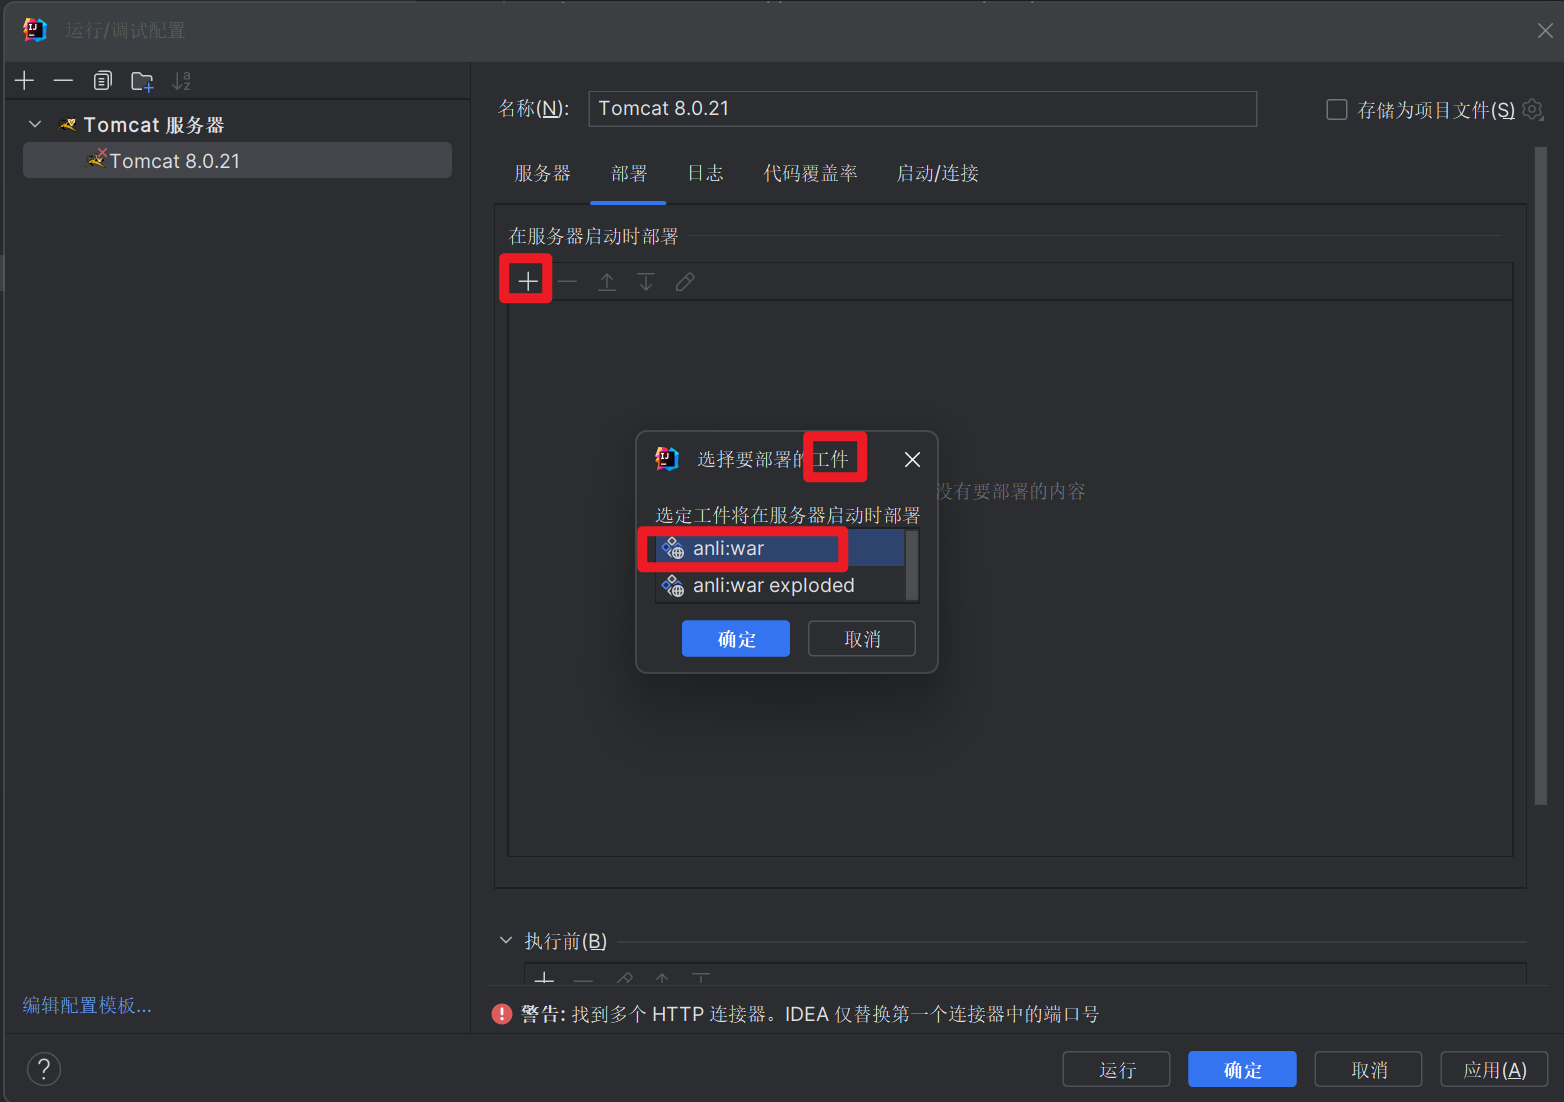 运行/调试配置
Tomcat 服务器
Tomcat 8.0.21
名称(N):
Tomcat 8.0.21
存储为项目文件(S)
服务器
部署
日志
代码覆盖率
启动/连接
在服务器启动时部署
选择要部署的工件
没有要部署的内容
选定工件将在服务器启动时部署
anli:war
anli:war exploded
确定
取消
执行前(B)
编辑配置模板...
警告: 找到多个 HTTP 连接器。IDEA 仅替换第一个连接器中的端口号
?
运行
确定
取消
应用(A)